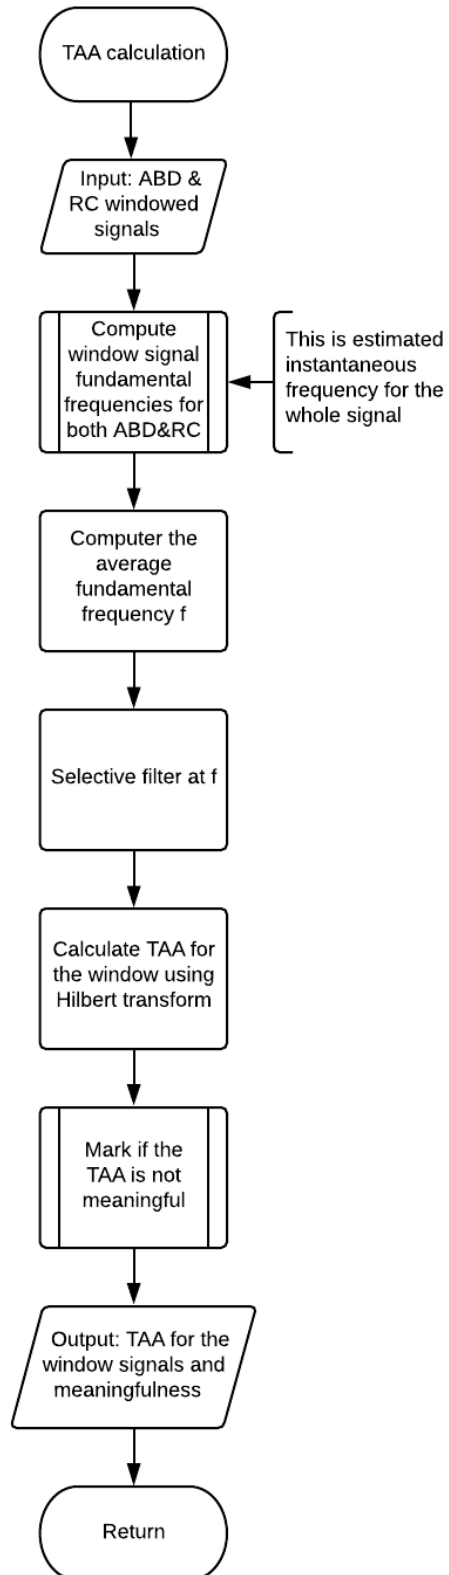 TAA calculation
Input: ABD &
RC windowed
signals
Compute
window signal
fundamental
frequencies for
both ABD&RC
This is estimated
instantaneous
frequency for the
whole signal
Computer the
average
fundamental
frequency f
Selective filter at f
Calculate TAA for
the window using
Hilbert transform
Mark if the
TAA is not
meaningful
Output: TAA for the
window signals and
meaningfulness
Return